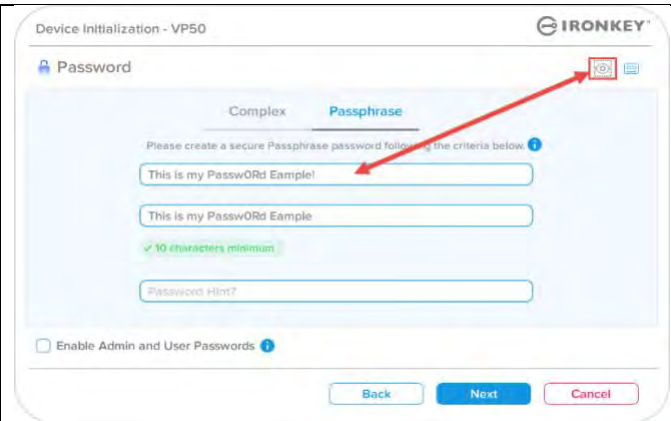 Device Initialization - VP50
IRONKEY
Password
Complex Passphrase
Please create a secure Passphrase password following the criteria below.
This is my Passw0Rd Eample!
This is my Passw0Rd Eample
✓ 10 characters minimum
Password Hint?
Enable Admin and User Passwords
Back Next Cancel